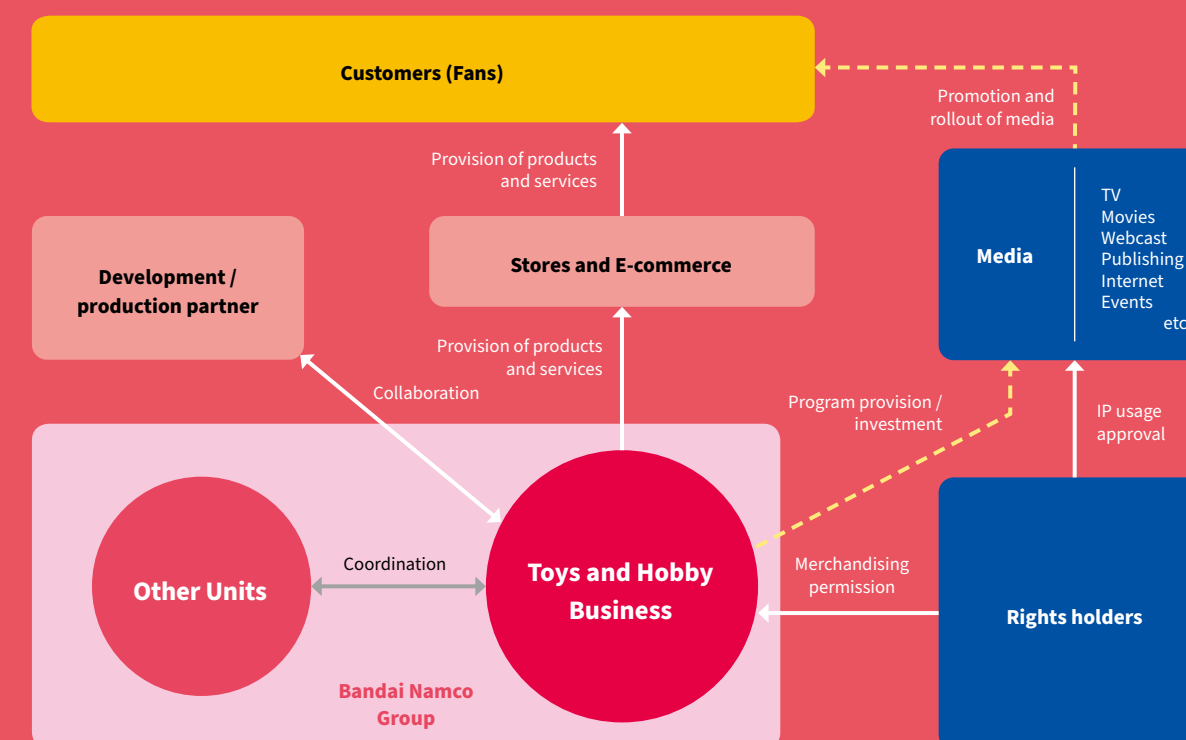 Customers (Fans)
Promotion and
rollout of media
Provision of products
and services
Development /
production partner
Stores and E-commerce
Media
TV
Movies
Webcast
Publishing
Internet
Events
etc
Provision of products
and services
Collaboration
Program provision /
investment
IP usage
approval
Other Units
Coordination
Toys and Hobby
Business
Merchandising
permission
Rights holders
Bandai Namco
Group